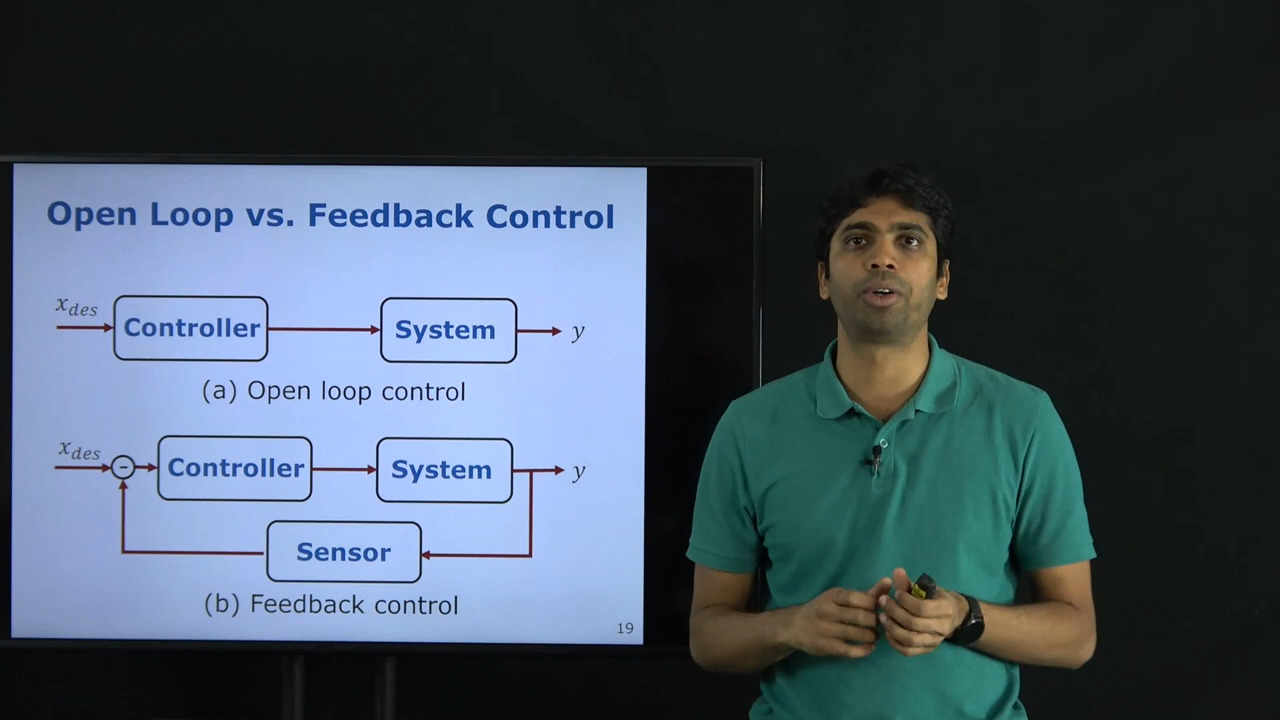 Open Loop vs. Feedback Control
x_des
Controller
System
y
(a) Open loop control
x_des
-
Controller
System
y
Sensor
(b) Feedback control
19